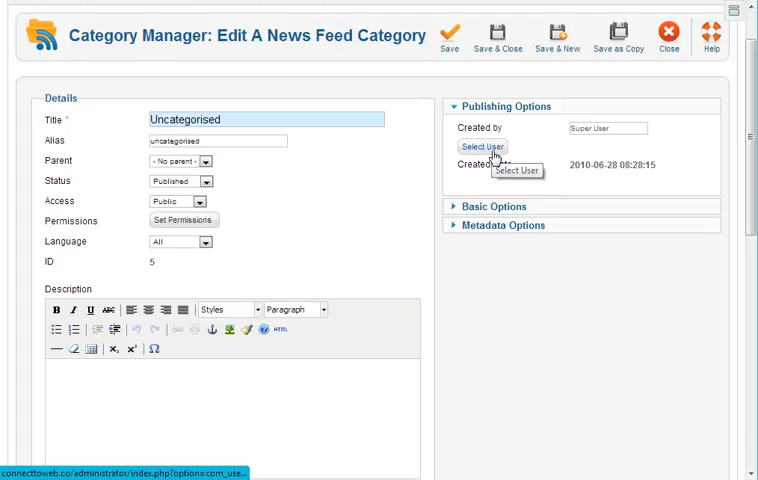 Category Manager: Edit A News Feed Category
Save
Save & Close
Save & New
Save as Copy
Close
Help
Details
Title *
Uncategorised
Alias
uncategorised
Parent
- No parent -
Status
Published
Access
Public
Permissions
Set Permissions
Language
All
ID
5
Description
B I U ABC
Styles
Paragraph
HTML
Publishing Options
Created by
Super User
Select User
Select User
2010-06-28 08:28:15
Basic Options
Metadata Options
connecttoweb.co/administrator/index.php?option=com_use...